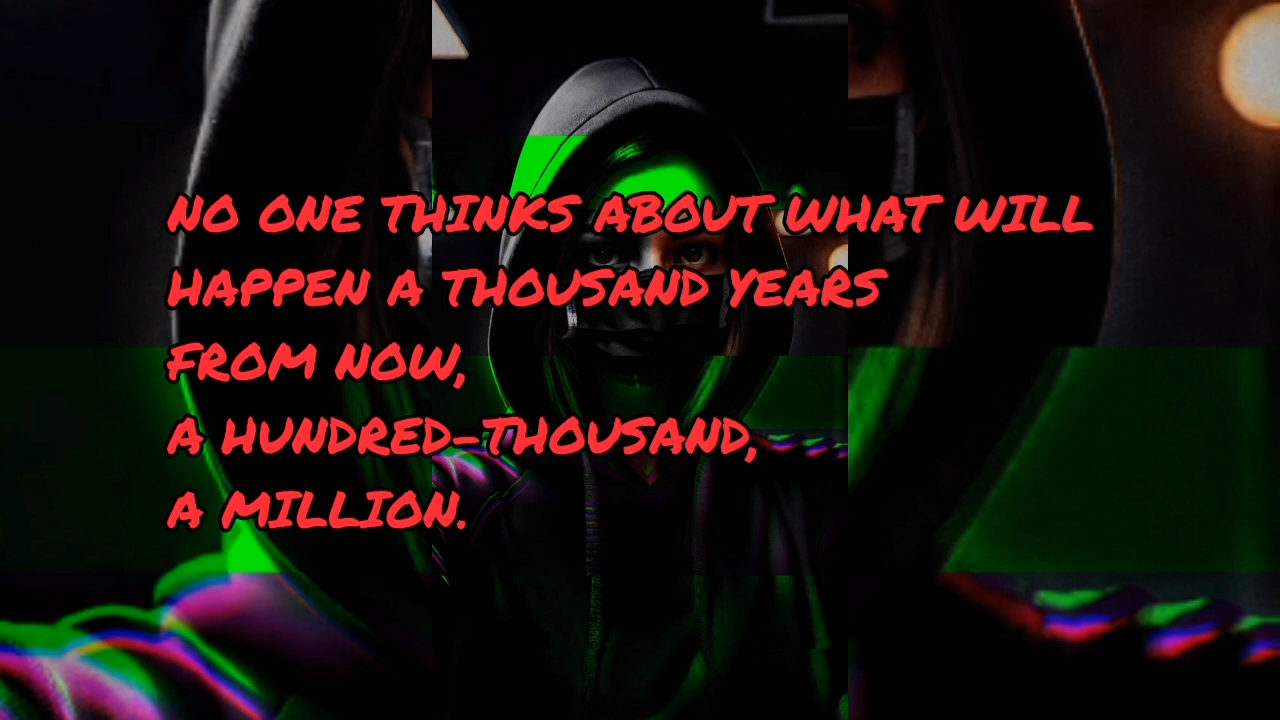 NO ONE THINKS ABOUT WHAT WILL
HAPPEN A THOUSAND YEARS
FROM NOW,
A HUNDRED-THOUSAND,
A MILLION.